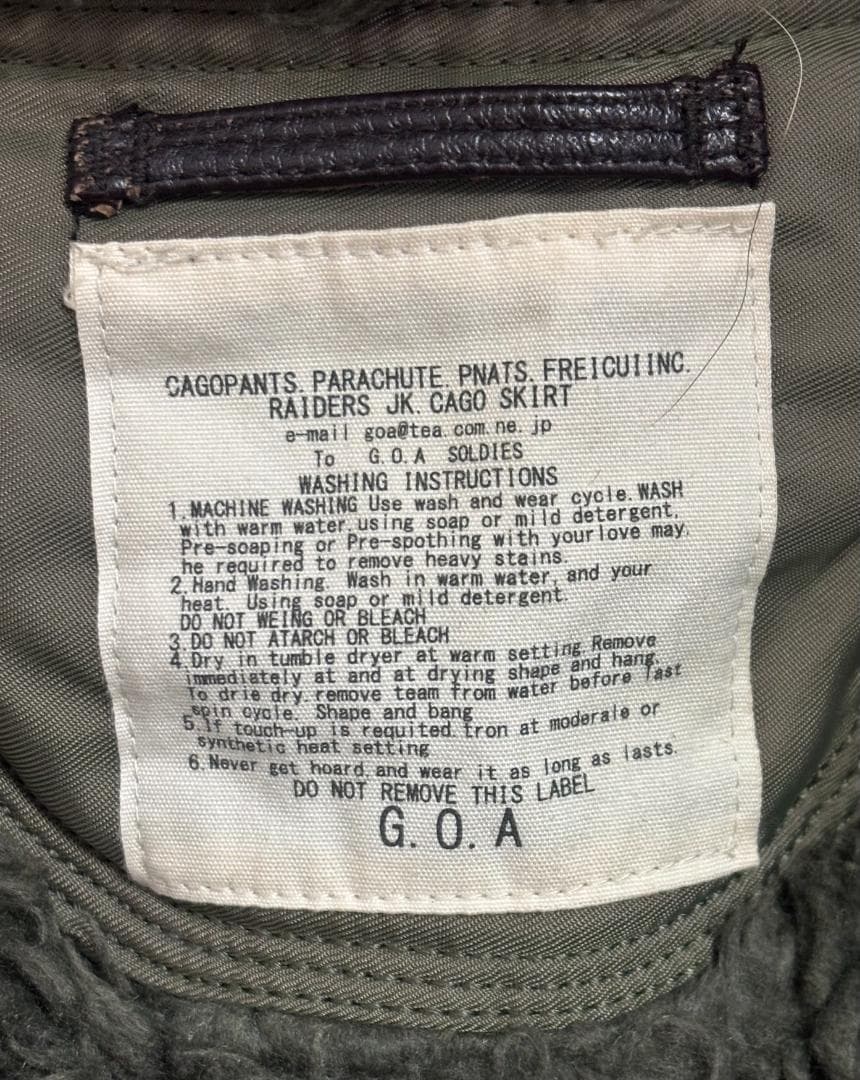 CAGOPANTS. PARACHUTE. PNATS. FREICUIINC.
RAIDERS JK. CAGO SKIRT
e-mail goa@tea.com.ne.jp
To G.O.A SOLDIES
WASHING INSTRUCTIONS
1. MACHINE WASHING Use wash and wear cycle. WASH
with warm water, using soap or mild detergent.
Pre-soaping or Pre-spothing with your love may.
he required to remove heavy stains.
2. Hand Washing. Wash in warm water, and your
heat. Using soap or mild detergent.
DO NOT WEING OR BLEACH
3. DO NOT ATARCH OR BLEACH
4. Dry in tumble dryer at warm setting. Remove
immediately at and at drying shape and hang.
To drie dry. remove team from water before fast
spin cycle. Shape and bang
5. If touch-up is requited. tron at moderale or
synthetic heat setting
6. Never get hoard. and wear it as long as lasts.
DO NOT REMOVE THIS LABEL
G.O.A